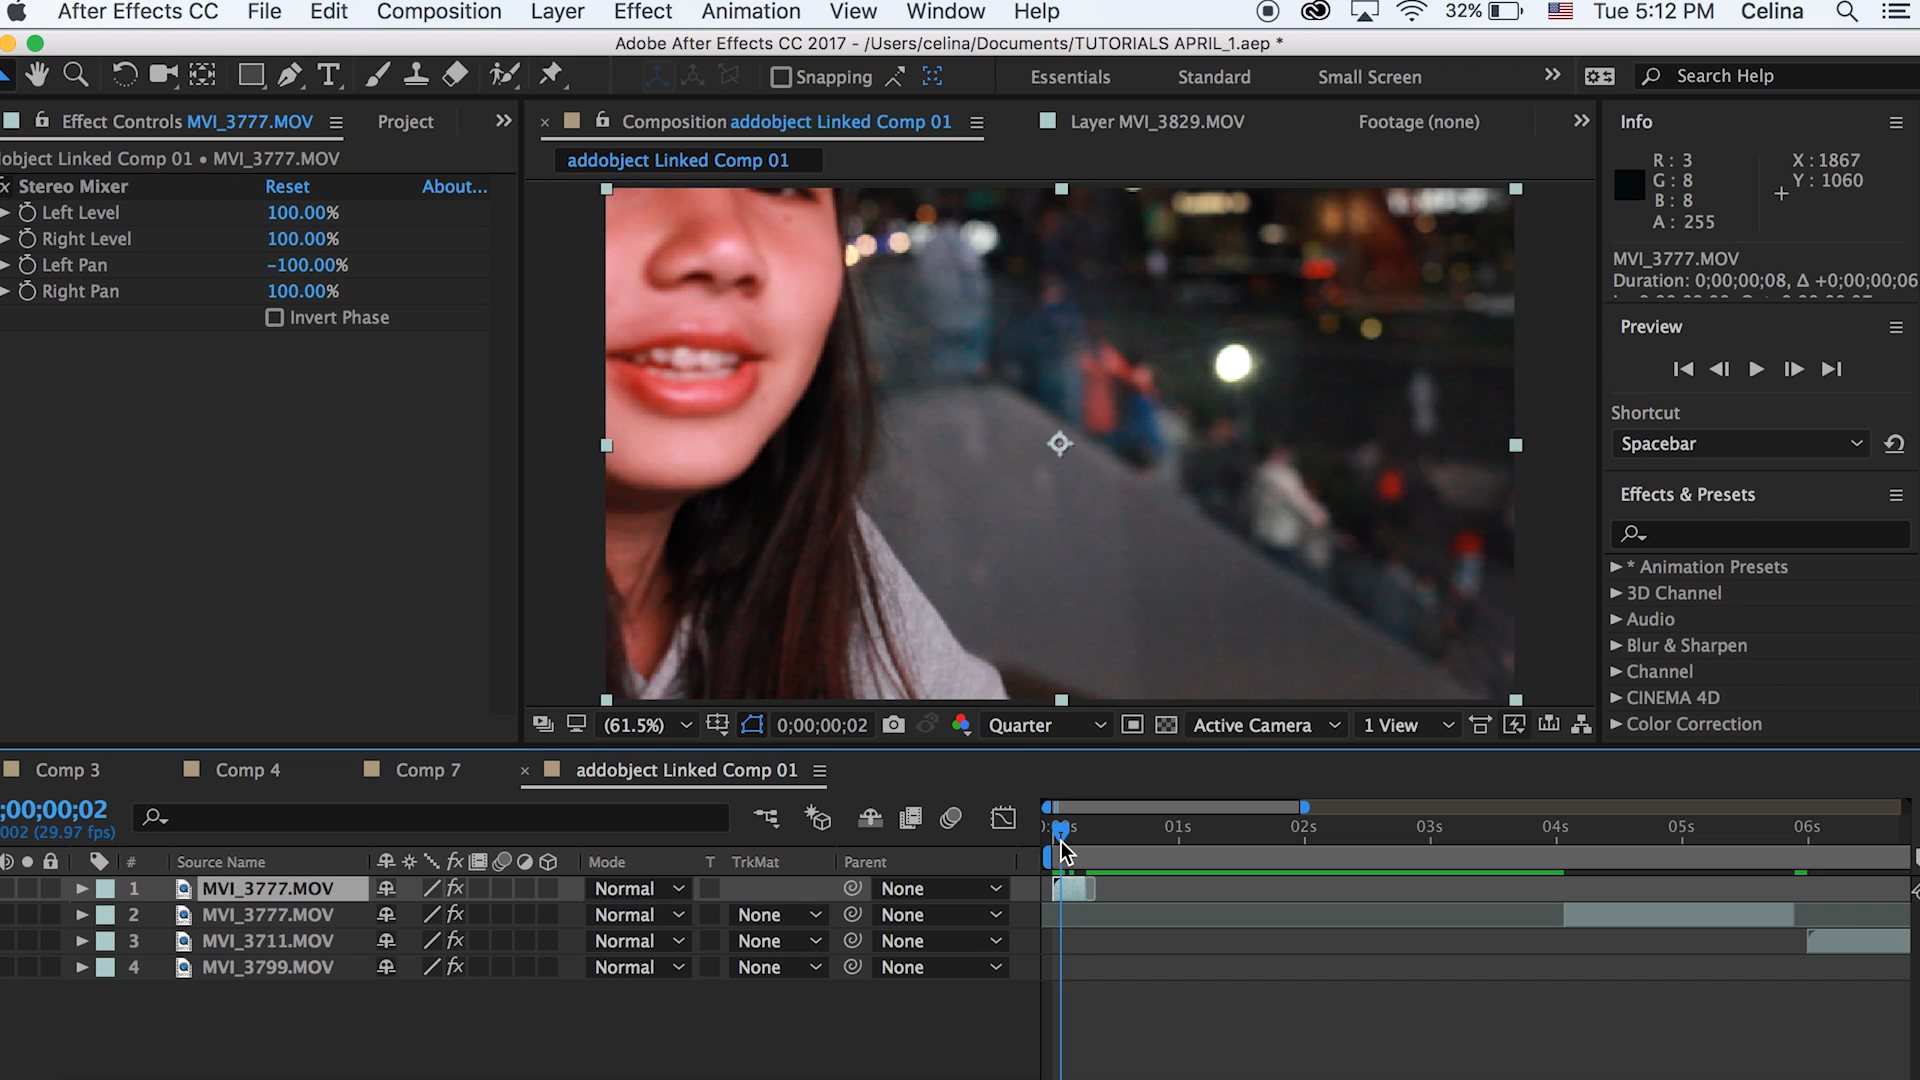 After Effects CC File Edit Composition Layer Effect Animation View Window Help 32% Tue 5:12 PM Celina
Adobe After Effects CC 2017 - /Users/celina/Documents/TUTORIALS APRIL_1.aep *
Snapping Essentials Standard Small Screen Search Help
Effect Controls MVI_3777.MOV Project Composition addobject Linked Comp 01 Layer MVI_3829.MOV Footage (none) Info
object Linked Comp 01 • MVI_3777.MOV
addobject Linked Comp 01
R: 3 X: 1867
G: 8 Y: 1060
B: 8
A: 255
fx Stereo Mixer Reset About...
Left Level 100.00%
Right Level 100.00%
Left Pan -100.00%
Right Pan 100.00%
Invert Phase
MVI_3777.MOV
Duration: 0;00;00;08, Δ +0;00;00;06
Preview
Shortcut
Spacebar
Effects & Presets
* Animation Presets
3D Channel
Audio
Blur & Sharpen
Channel
CINEMA 4D
Color Correction
(61.5%) 0;00;00;02 Quarter Active Camera 1 View
Comp 3 Comp 4 Comp 7 addobject Linked Comp 01
;00;00;02
002 (29.97 fps)
01s 02s 03s 04s 05s 06s
# Source Name fx Mode T TrkMat Parent
1 MVI_3777.MOV fx Normal None
2 MVI_3777.MOV fx Normal None None
3 MVI_3711.MOV fx Normal None None
4 MVI_3799.MOV fx Normal None None